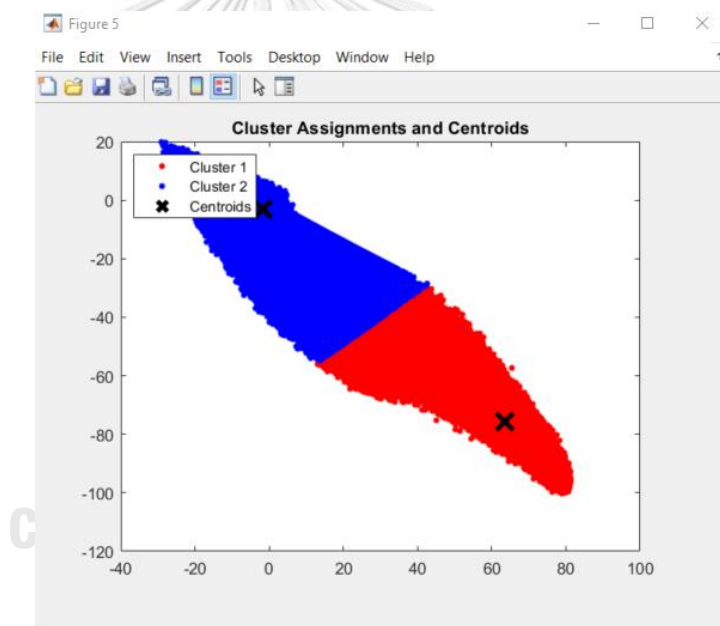 Figure 5
File Edit View Insert Tools Desktop Window Help
Cluster Assignments and Centroids
Cluster 1
Cluster 2
Centroids
20
0
-20
-40
-60
-80
-100
-120
-40 -20 0 20 40 60 80 100